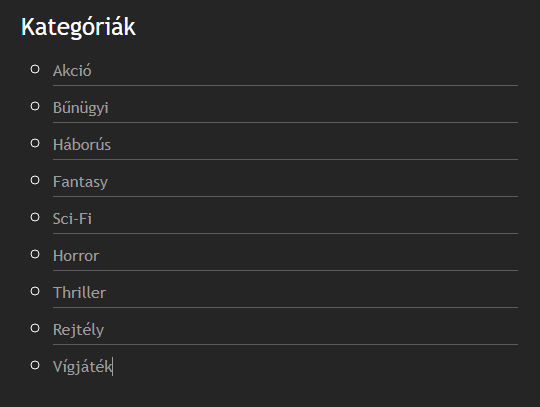 Kategóriák
Akció
Bűnügyi
Háborús
Fantasy
Sci-Fi
Horror
Thriller
Rejtély
Vígjáték